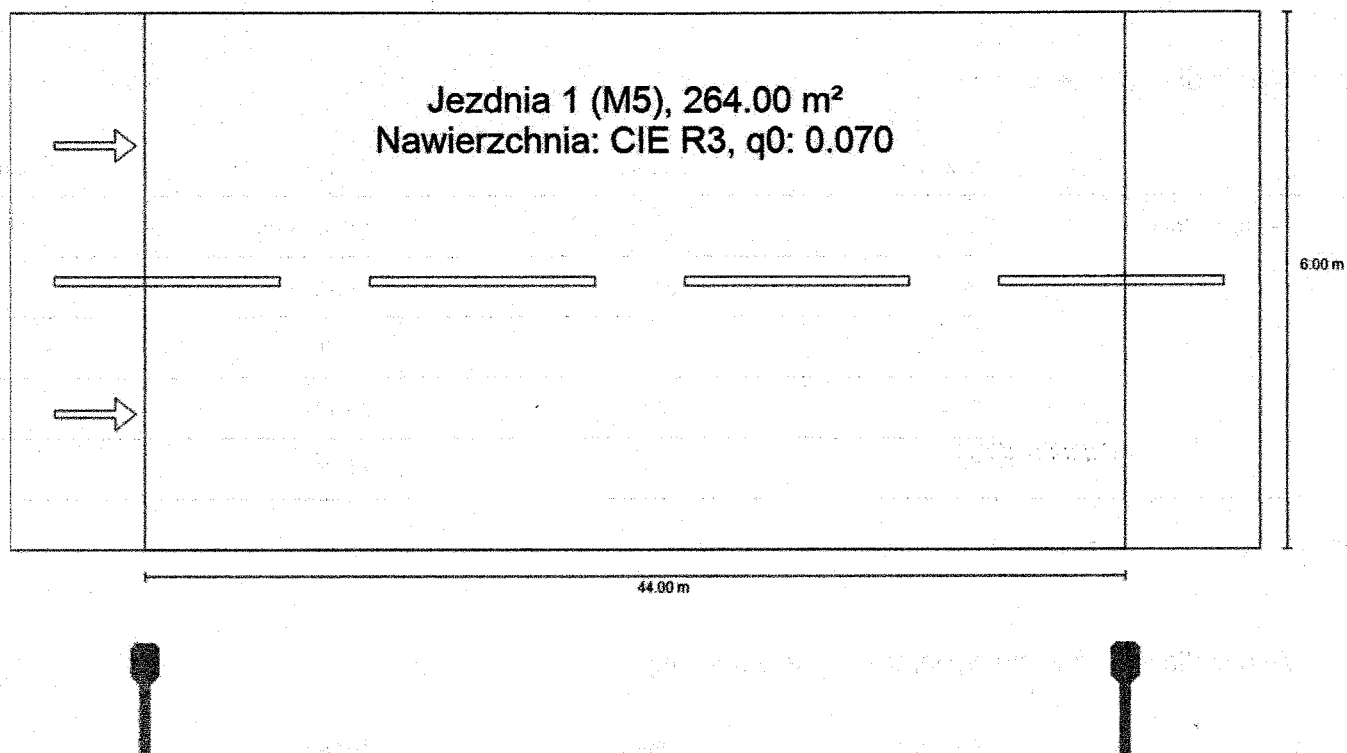 Jezdnia 1 (M5), 264.00 m²
Nawierzchnia: CIE R3, q0: 0.070
6.00 m
44.00 m